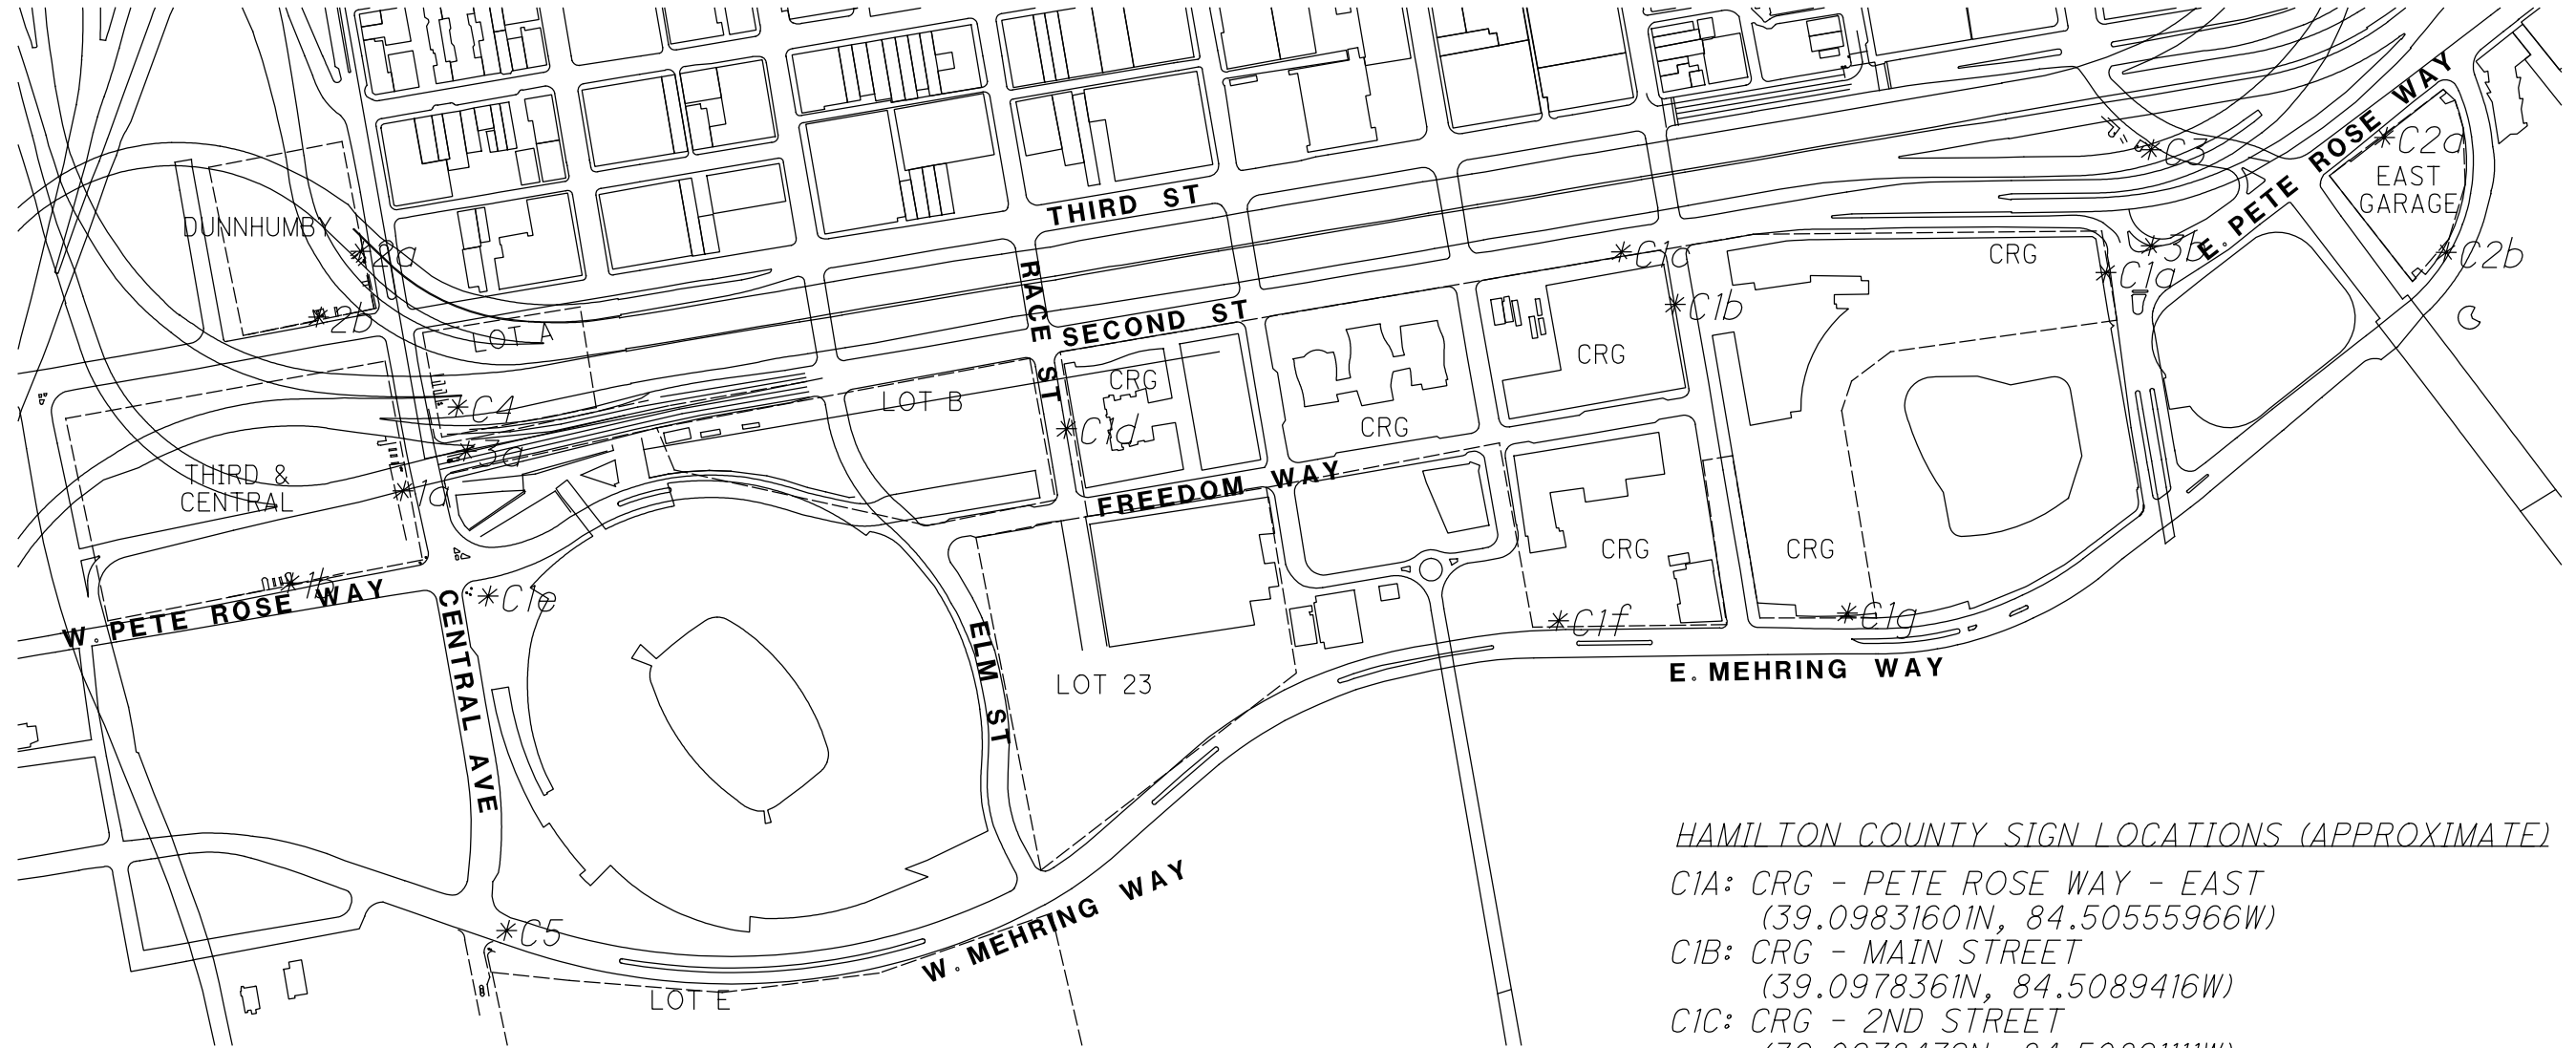 E. PETE ROSE WAY
C2a
C3
EAST
GARAGE
THIRD ST
DUNNHUMBY
2a
C1c
CRG
3b
C2b
C1a
2b
RACE ST
SECOND ST
C1b
LOT A
CRG
CRG
LOT B
C4
C1d
CRG
3a
THIRD &
CENTRAL
1a
FREEDOM WAY
CRG
CRG
1b
W. PETE ROSE WAY
C1e
CENTRAL AVE
ELM ST
C1f
C1g
E. MEHRING WAY
LOT 23
HAMILTON COUNTY SIGN LOCATIONS (APPROXIMATE)
C1A: CRG - PETE ROSE WAY - EAST
(39.09831601N, 84.50555966W)
C1B: CRG - MAIN STREET
(39.0978361N, 84.5089416W)
C1C: CRG - 2ND STREET
C5
W. MEHRING WAY
LOT E